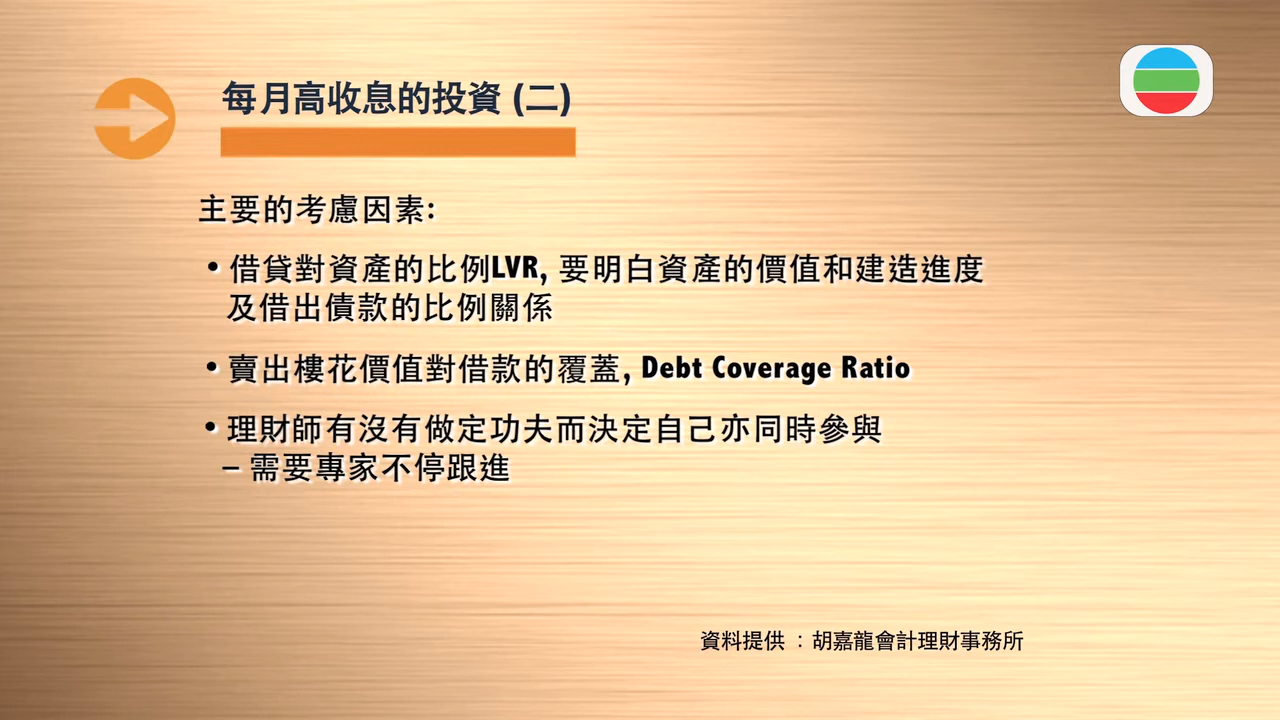 每月高收息的投資 (二)
主要的考慮因素:
• 借貸對資產的比例LVR, 要明白資產的價值和建造進度
及借出債款的比例關係
• 賣出樓花價值對借款的覆蓋, Debt Coverage Ratio
• 理財師有沒有做定功夫而決定自己亦同時參與
– 需要專家不停跟進
資料提供 : 胡嘉龍會計理財事務所